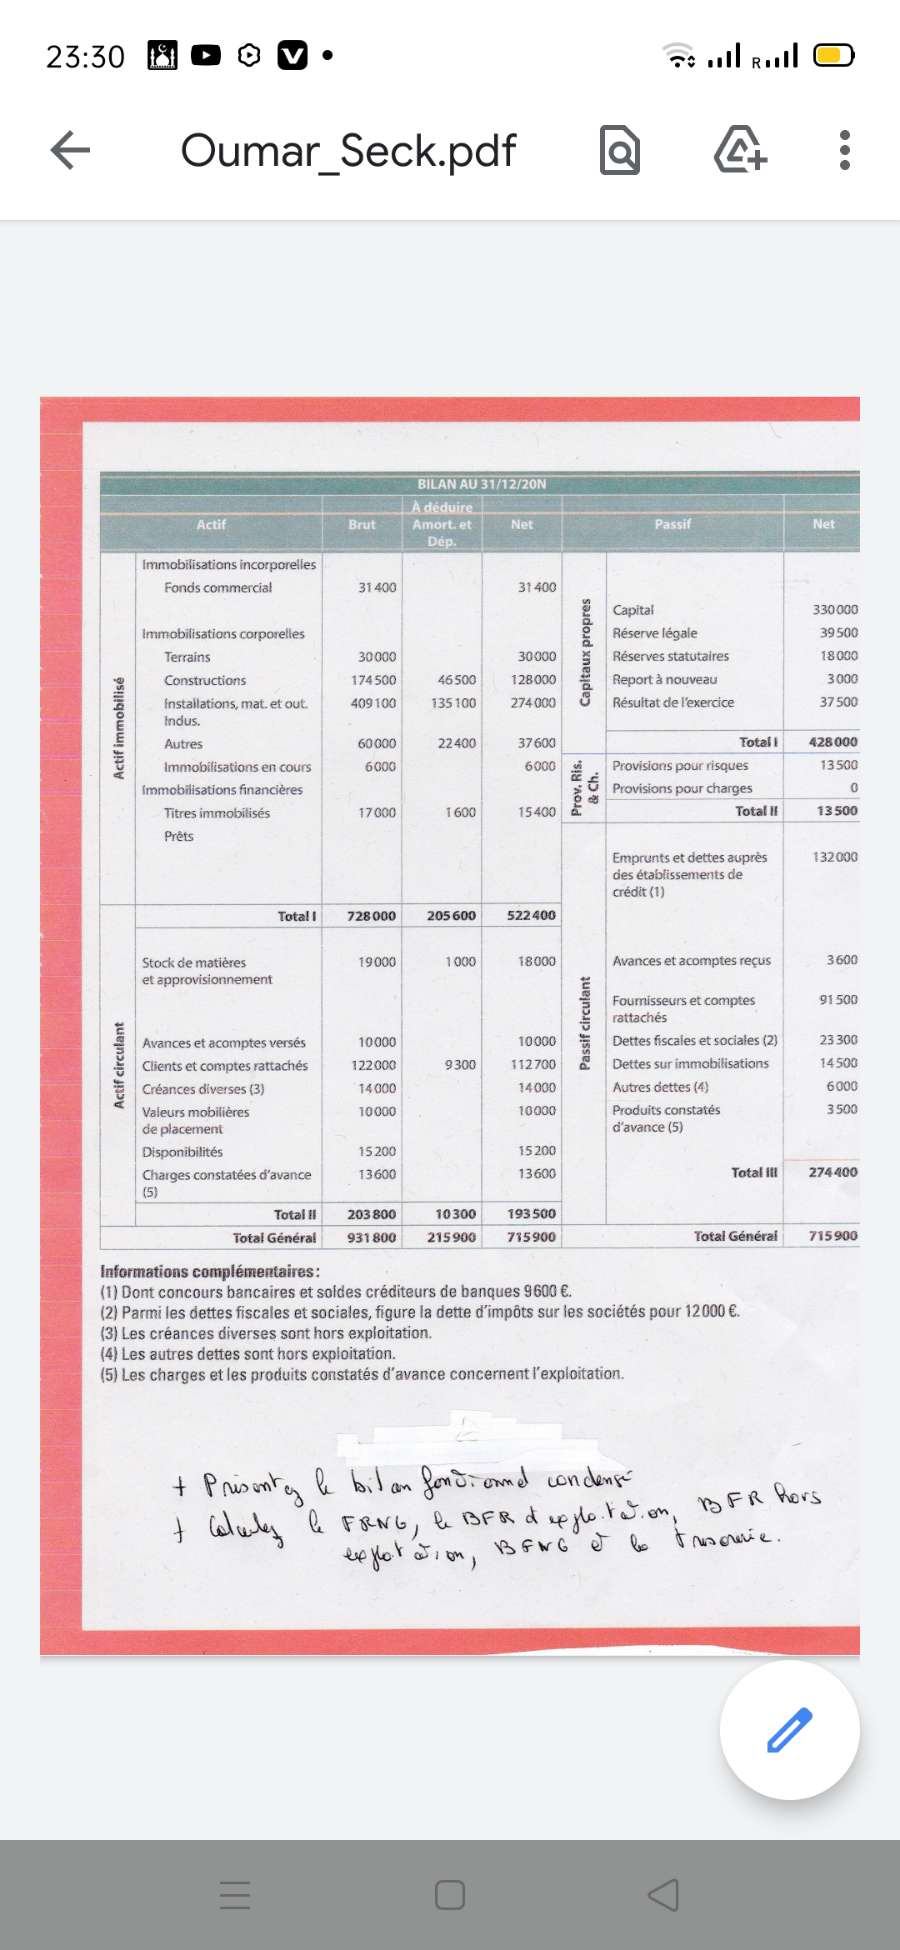 23:30
R
Oumar_Seck.pdf
BILAN AU 31/12/20N
Actif Brut À déduire Amort. et Dép. Net Passif Net
Actif immobilisé
Immobilisations incorporelles
Fonds commercial 31 400 31 400
Immobilisations corporelles
Terrains 30 000 30 000
Constructions 174 500 46 500 128 000
Installations, mat. et out. 409 100 135 100 274 000
Indus.
Autres 60 000 22 400 37 600
Immobilisations en cours 6 000 6 000
Immobilisations financières
Titres immobilisés 17 000 1 600 15 400
Prêts
Total I 728 000 205 600 522 400
Actif circulant
Stock de matières 19 000 1 000 18 000
et approvisionnement
Avances et acomptes versés 10 000 10 000
Clients et comptes rattachés 122 000 9 300 112 700
Créances diverses (3) 14 000 14 000
Valeurs mobilières 10 000 10 000
de placement
Disponibilités 15 200 15 200
Charges constatées d'avance 13 600 13 600
(5)
Total II 203 800 10 300 193 500
Total Général 931 800 215 900 715 900
Capitaux propres
Capital 330 000
Réserve légale 39 500
Réserves statutaires 18 000
Report à nouveau 3 000
Résultat de l'exercice 37 500
Total I 428 000
Prov. Ris.
& Ch.
Provisions pour risques 13 500
Provisions pour charges 0
Total II 13 500
Passif circulant
Emprunts et dettes auprès 132 000
des établissements de
crédit (1)
Avances et acomptes reçus 3 600
Fournisseurs et comptes 91 500
rattachés
Dettes fiscales et sociales (2) 23 300
Dettes sur immobilisations 14 500
Autres dettes (4) 6 000
Produits constatés 3 500
d'avance (5)
Total III 274 400
Total Général 715 900
Informations complémentaires :
(1) Dont concours bancaires et soldes créditeurs de banques 9 600 €.
(2) Parmi les dettes fiscales et sociales, figure la dette d'impôts sur les sociétés pour 12 000 €.
(3) Les créances diverses sont hors exploitation.
(4) Les autres dettes sont hors exploitation.
(5) Les charges et les produits constatés d'avance concernent l'exploitation.
+ Présentez le bilan fonctionnel condensé
+ Calculez le FRNG, le BFR d'exploitation, BFR hors
exploitation, BFNG et la trésorerie.